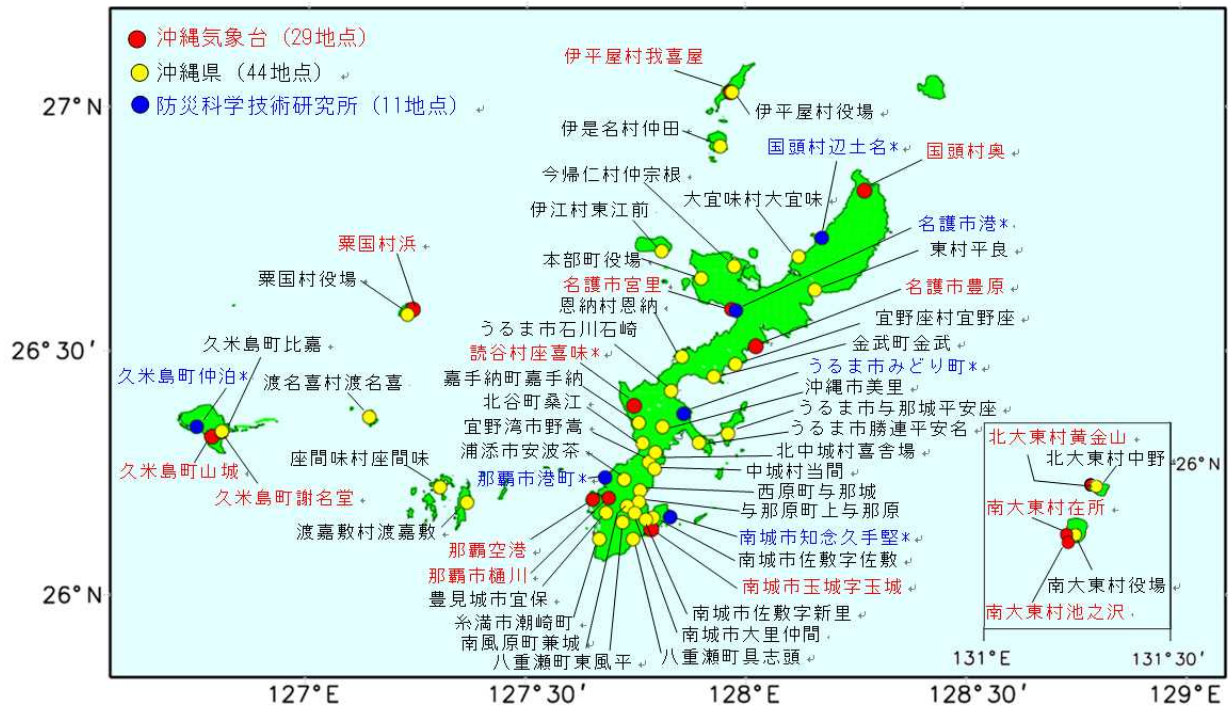 沖縄気象台（29地点）
沖縄県（44地点）
防災科学技術研究所（11地点）
伊平屋村我喜屋
27°N
伊平屋村役場
伊是名村仲田
国頭村辺土名*
国頭村奥
今帰仁村仲宗根
大宜味村大宜味
伊江村東江前
名護市港*
粟国村浜
東村平良
本部町役場
粟国村役場
名護市宮里
名護市豊原
恩納村恩納
宜野座村宜野座
うるま市石川石崎
金武町金武
26°30′
久米島町比嘉
読谷村座喜味*
うるま市みどり町*
久米島町仲泊*
渡名喜村渡名喜
嘉手納町嘉手納
沖縄市美里
北谷町桑江
うるま市与那城平安座
宜野湾市野嵩
うるま市勝連平安名
北大東村黄金山
浦添市安波茶
北中城村喜舎場
北大東村中野
26°N
座間味村座間味
久米島町山城
那覇市港町*
中城村当間
久米島町謝名堂
西原町与那城
南大東村在所
与那原町上与那原
渡嘉敷村渡嘉敷
南城市知念久手堅*
那覇空港
南城市佐敷字佐敷
那覇市樋川
南城市玉城字玉城
南大東村役場
26°N
豊見城市宜保
糸満市潮崎町
南城市佐敷字新里
南大東村池之沢
南風原町兼城
南城市大里仲間
八重瀬町東風平
八重瀬町具志頭
131°E
131°30′
127°E
127°30′
128°E
128°30′
129°E